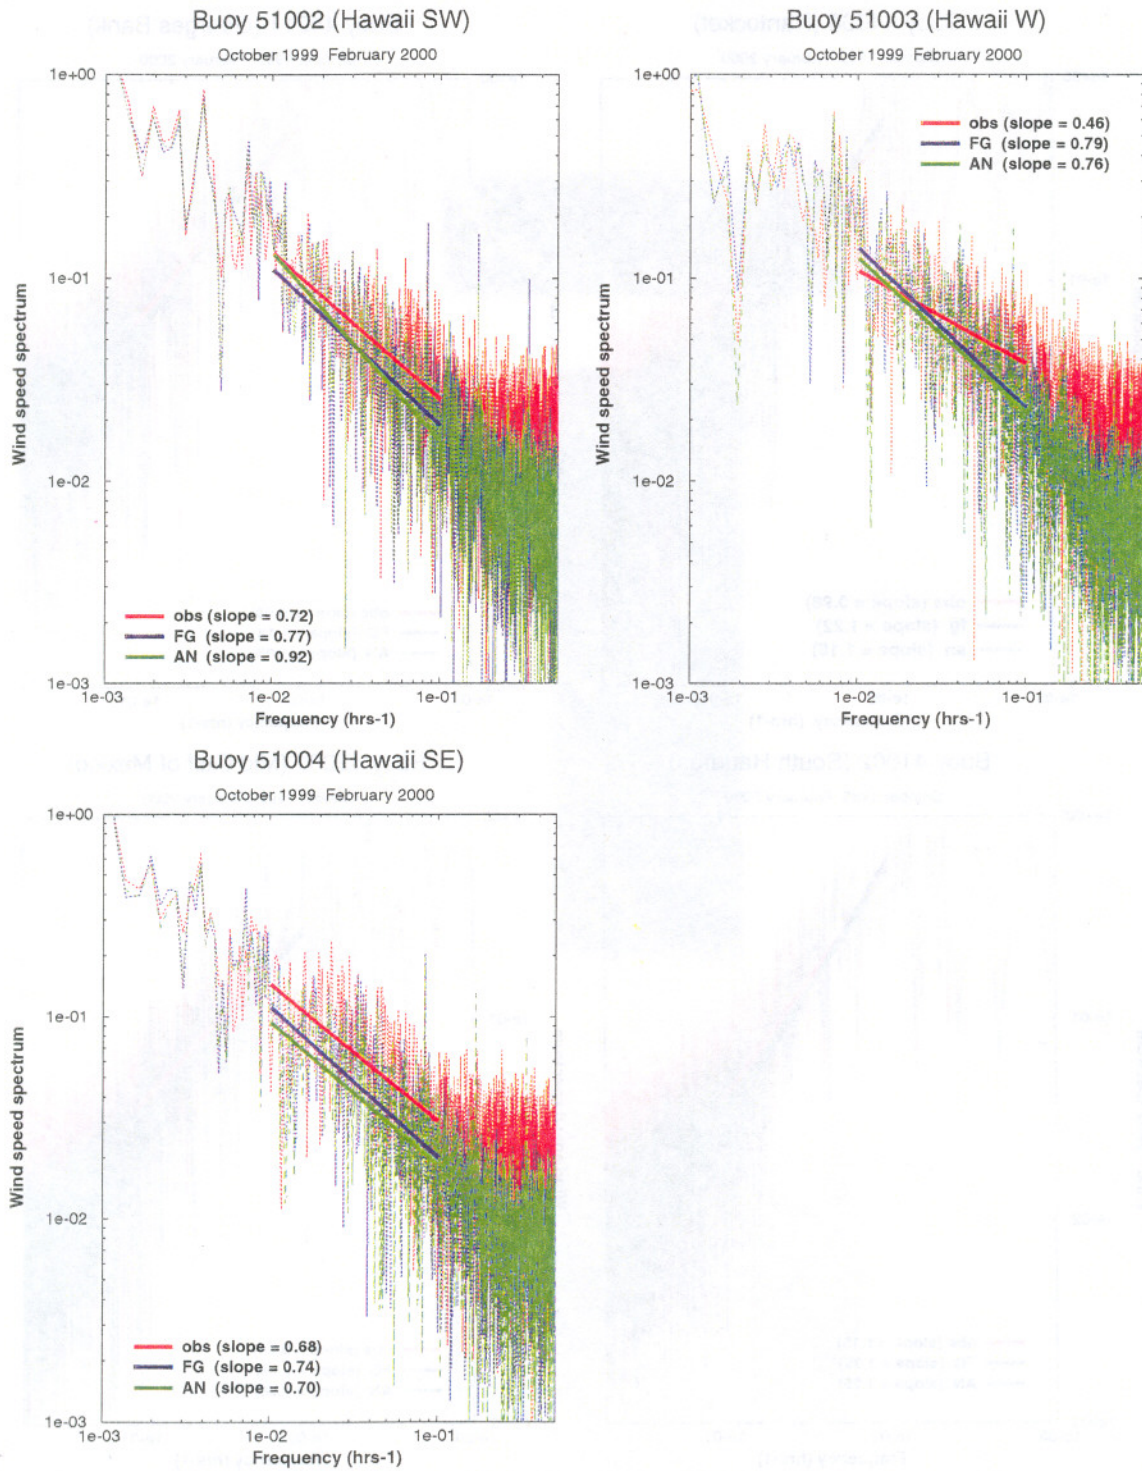 Buoy 51002 (Hawaii SW)
October 1999 February 2000
1e+00
1e-01
1e-02
1e-03
Wind speed spectrum
obs (slope = 0.72)
FG (slope = 0.77)
AN (slope = 0.92)
1e-03
1e-02
1e-01
Frequency (hrs-1)
Buoy 51003 (Hawaii W)
October 1999 February 2000
1e+00
1e-01
1e-02
1e-03
Wind speed spectrum
obs (slope = 0.46)
FG (slope = 0.79)
AN (slope = 0.76)
1e-03
1e-02
1e-01
Frequency (hrs-1)
Buoy 51004 (Hawaii SE)
October 1999 February 2000
1e+00
1e-01
1e-02
1e-03
Wind speed spectrum
obs (slope = 0.68)
FG (slope = 0.74)
AN (slope = 0.70)
1e-03
1e-02
1e-01
Frequency (hrs-1)